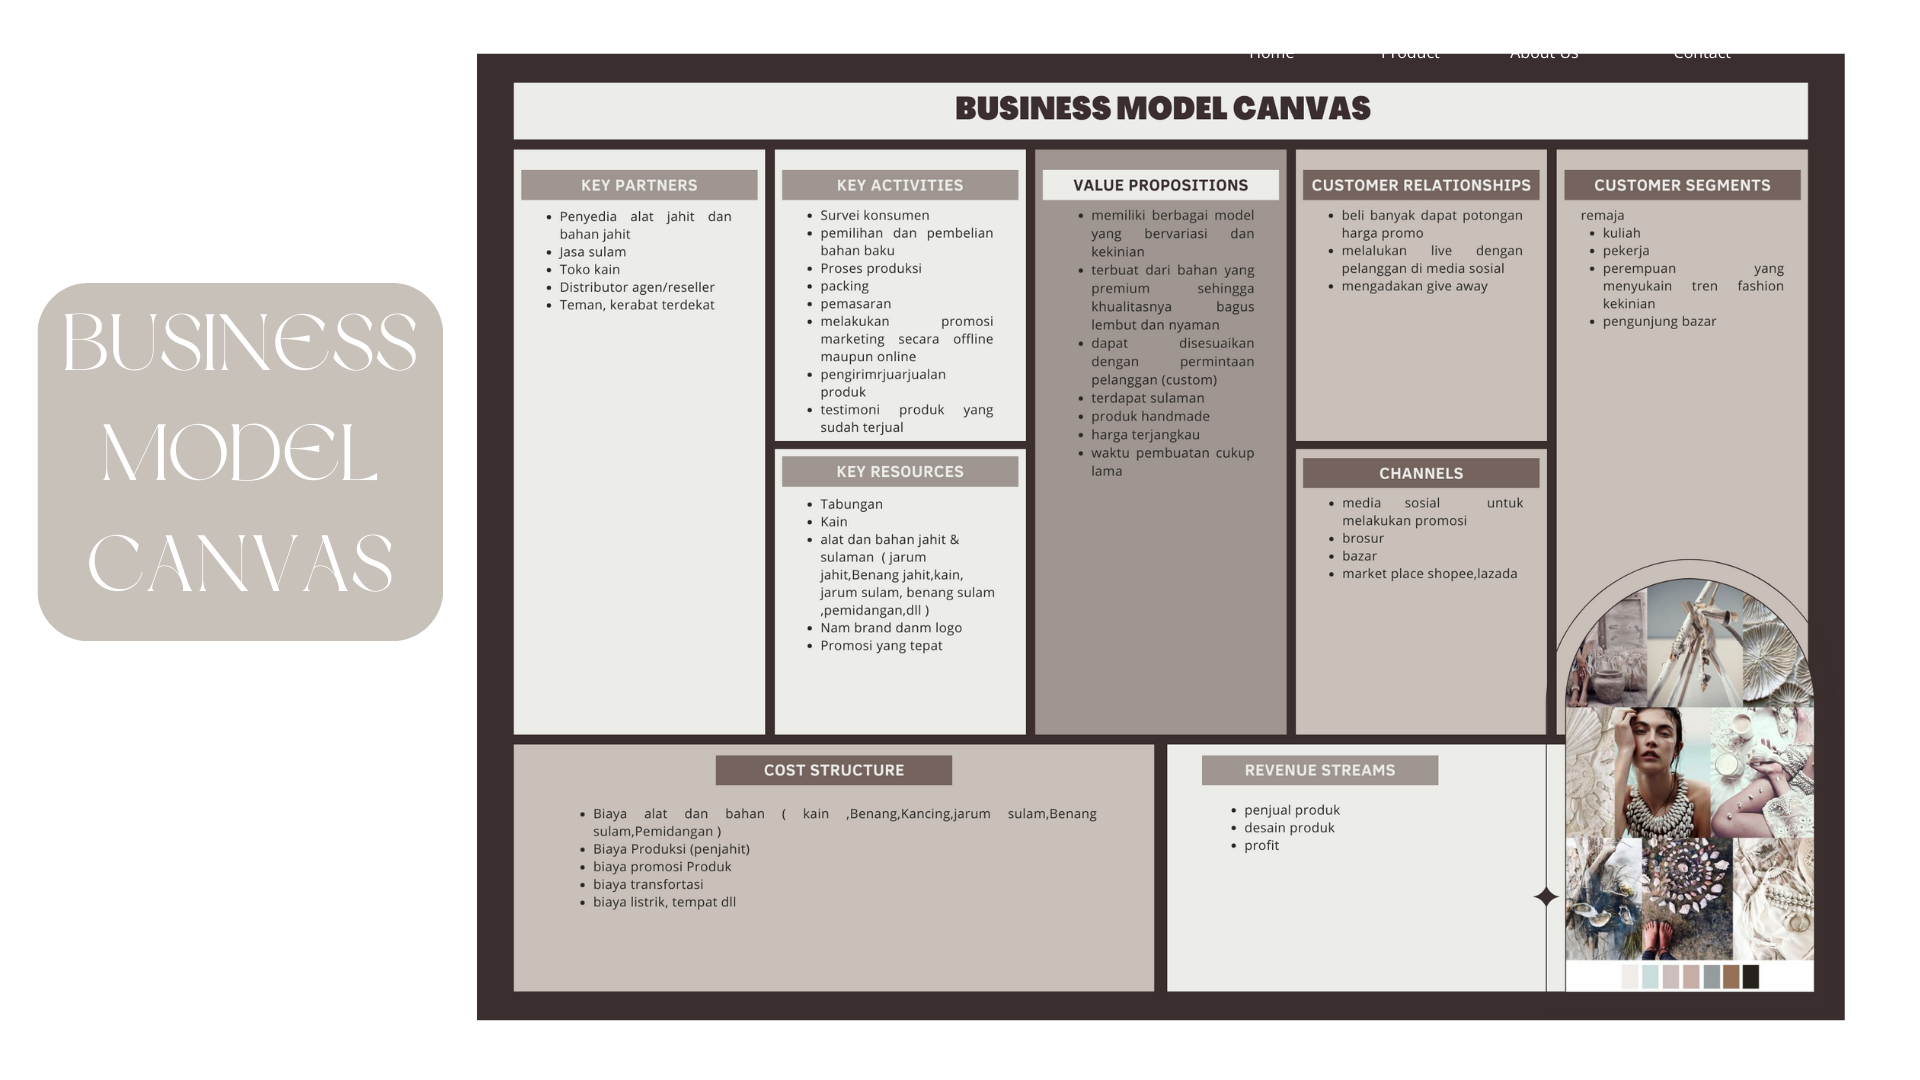 BUSINESS
MODEL
CANVAS
Home Product About Us Contact
BUSINESS MODEL CANVAS
KEY PARTNERS
• Penyedia alat jahit dan
bahan jahit
• Jasa sulam
• Toko kain
• Distributor agen/reseller
• Teman, kerabat terdekat
KEY ACTIVITIES
• Survei konsumen
• pemilihan dan pembelian
bahan baku
• Proses produksi
• packing
• pemasaran
• melakukan promosi
marketing secara offline
maupun online
• pengirimrjuarjualan
produk
• testimoni produk yang
sudah terjual
KEY RESOURCES
• Tabungan
• Kain
• alat dan bahan jahit &
sulaman ( jarum
jahit,Benang jahit,kain,
jarum sulam, benang sulam
,pemidangan,dll )
• Nam brand danm logo
• Promosi yang tepat
VALUE PROPOSITIONS
• memiliki berbagai model
yang bervariasi dan
kekinian
• terbuat dari bahan yang
premium sehingga
khualitasnya bagus
lembut dan nyaman
• dapat disesuaikan
dengan permintaan
pelanggan (custom)
• terdapat sulaman
• produk handmade
• harga terjangkau
• waktu pembuatan cukup
lama
CUSTOMER RELATIONSHIPS
• beli banyak dapat potongan
harga promo
• melalukan live dengan
pelanggan di media sosial
• mengadakan give away
CHANNELS
• media sosial untuk
melakukan promosi
• brosur
• bazar
• market place shopee,lazada
CUSTOMER SEGMENTS
remaja
• kuliah
• pekerja
• perempuan yang
menyukain tren fashion
kekinian
• pengunjung bazar
COST STRUCTURE
• Biaya alat dan bahan ( kain ,Benang,Kancing,jarum sulam,Benang
sulam,Pemidangan )
• Biaya Produksi (penjahit)
• biaya promosi Produk
• biaya transfortasi
• biaya listrik, tempat dll
REVENUE STREAMS
• penjual produk
• desain produk
• profit